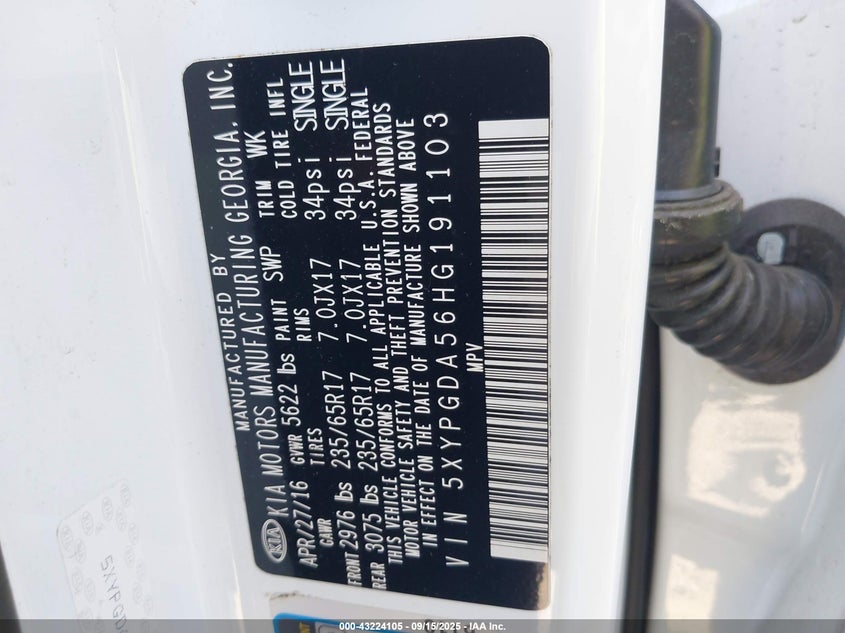 MANUFACTURED BY
KIA KIA MOTORS MANUFACTURING GEORGIA, INC.
APR/27/16 GVWR 5622 lbs PAINT SWP TRIM WK
GAWR TIRES RIMS COLD TIRE INFL
FRONT 2976 lbs 235/65R17 7.0JX17 34psi SINGLE
REAR 3075 lbs 235/65R17 7.0JX17 34psi SINGLE
THIS VEHICLE CONFORMS TO ALL APPLICABLE U.S.A. FEDERAL
MOTOR VEHICLE SAFETY AND THEFT PREVENTION STANDARDS
IN EFFECT ON THE DATE OF MANUFACTURE SHOWN ABOVE
VIN 5XYPGDA56HG191103
MPV
000-43224105 - 09/15/2025 - IAA Inc.